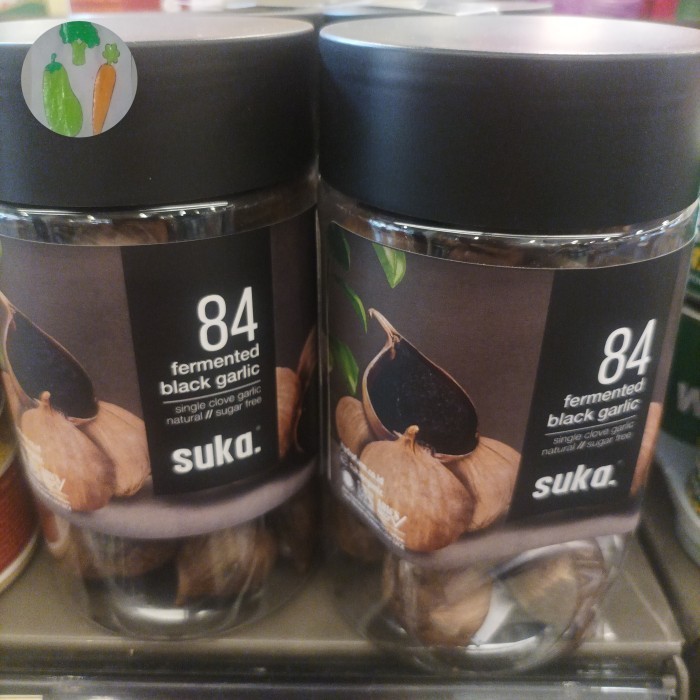 84
fermented
black garlic
single clove garlic
natural // sugar free
suka.
84
fermented
black garlic
single clove garlic
natural // sugar free
suka.